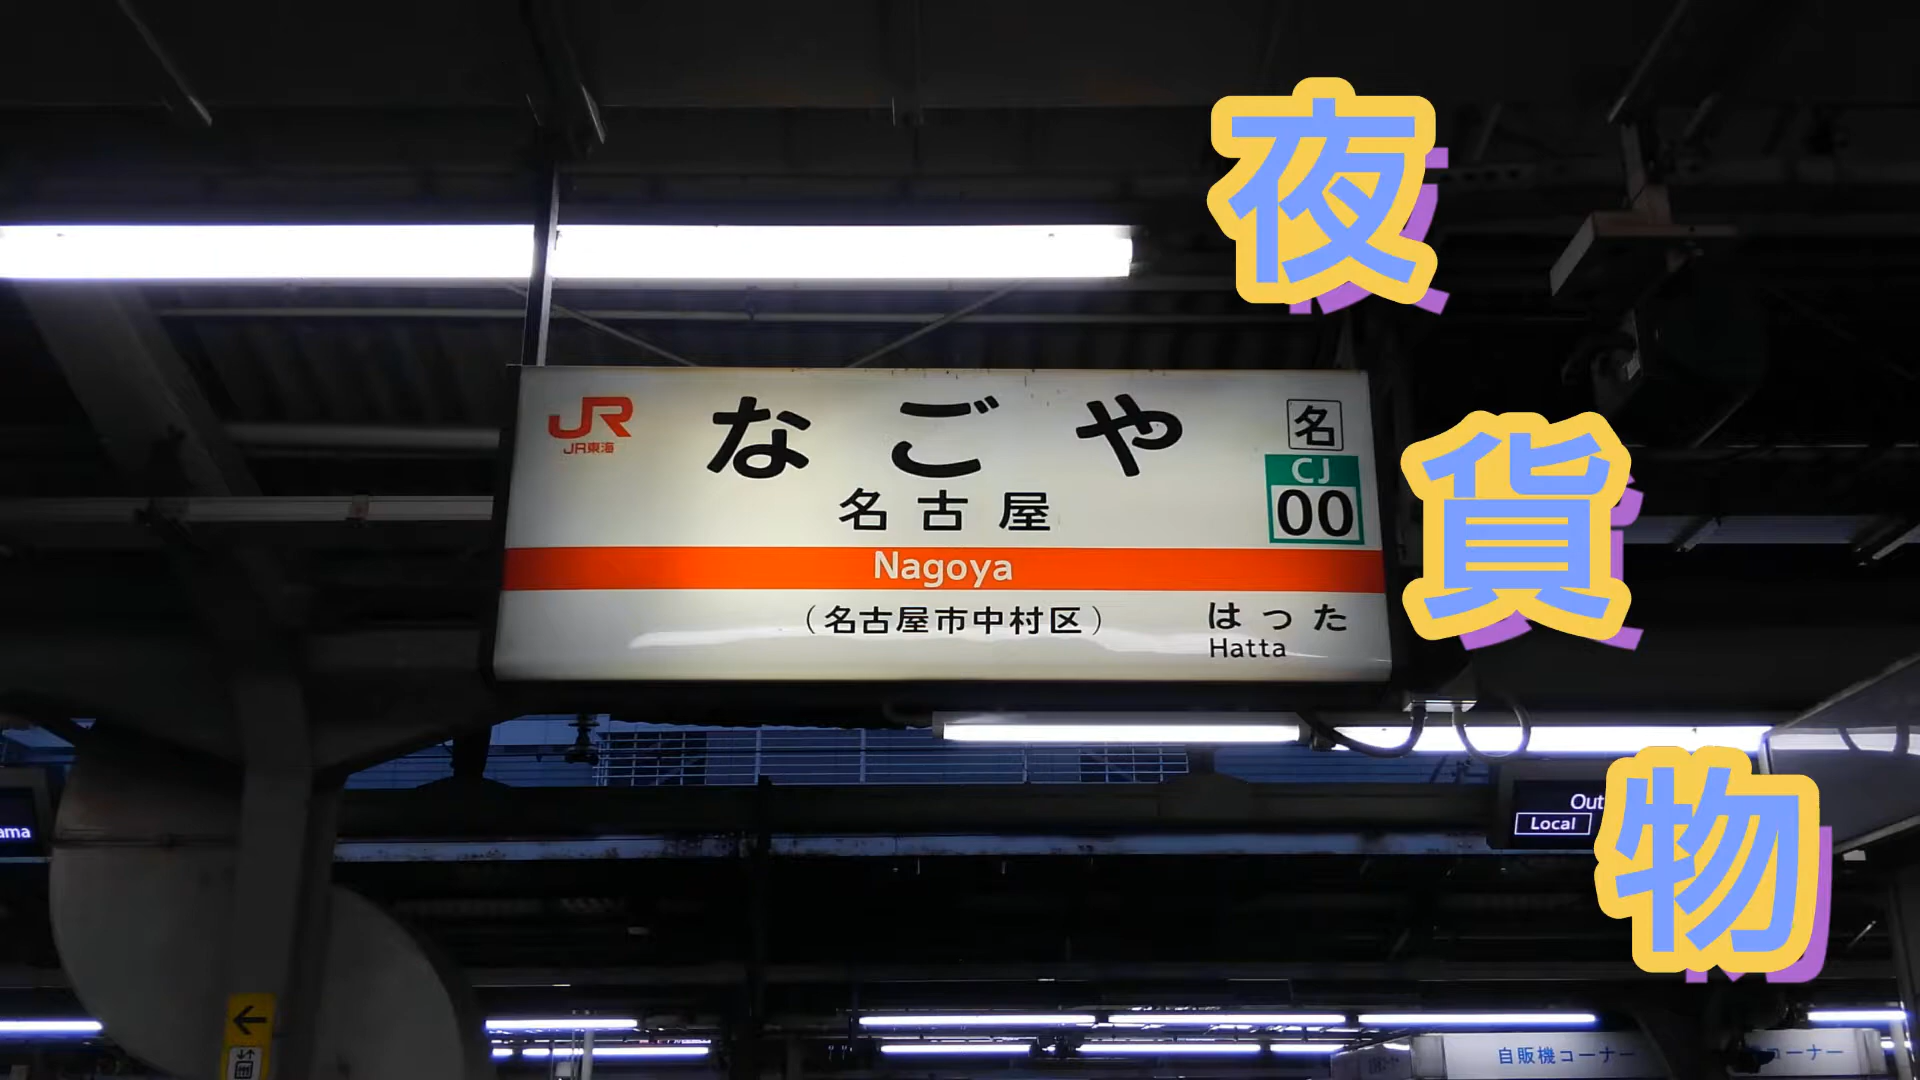 夜貨物
JR東海
なごや
名古屋
Nagoya
(名古屋市中村区)
はった
Hatta
名
CJ
00
ama
Out
Local
自販機コーナー
コーナー